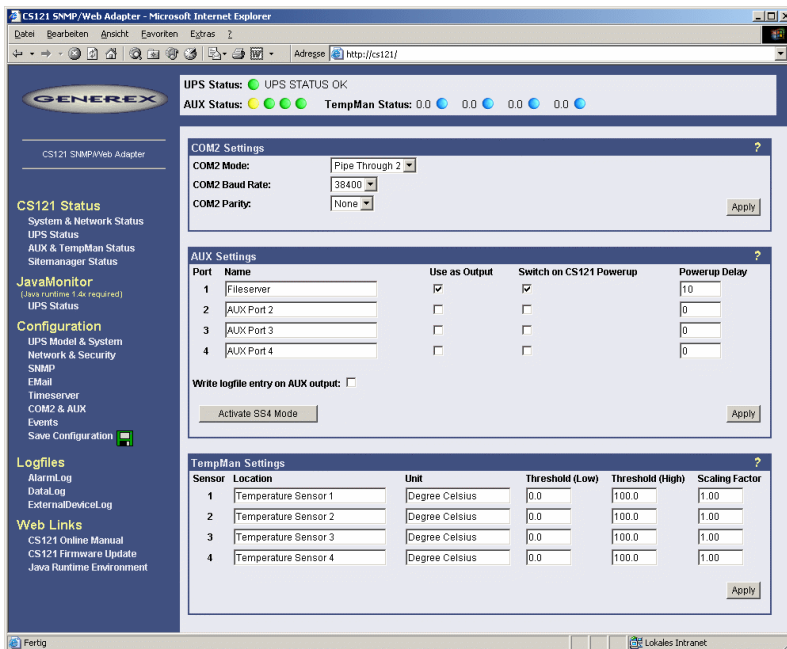 CS121 SNMP/Web Adapter - Microsoft Internet Explorer
Datei Bearbeiten Ansicht Favoriten Extras ?
Adresse http://cs121/
GENEREX
UPS Status: UPS STATUS OK
AUX Status: TempMan Status: 0.0 0.0 0.0 0.0
CS121 SNMP/Web Adapter
CS121 Status
System & Network Status
UPS Status
AUX & TempMan Status
Sitemanager Status
JavaMonitor
(Java runtime 1.4x required)
UPS Status
Configuration
UPS Model & System
Network & Security
SNMP
EMail
Timeserver
COM2 & AUX
Events
Save Configuration
Logfiles
AlarmLog
DataLog
ExternalDeviceLog
Web Links
CS121 Online Manual
CS121 Firmware Update
Java Runtime Environment
COM2 Settings ?
COM2 Mode: Pipe Through 2
COM2 Baud Rate: 38400
COM2 Parity: None
Apply
AUX Settings ?
Port Name Use as Output Switch on CS121 Powerup Powerup Delay
1 Fileserver 10
2 AUX Port 2 0
3 AUX Port 3 0
4 AUX Port 4 0
Write logfile entry on AUX output:
Activate SS4 Mode Apply
TempMan Settings ?
Sensor Location Unit Threshold (Low) Threshold (High) Scaling Factor
1 Temperature Sensor 1 Degree Celsius 0.0 100.0 1.00
2 Temperature Sensor 2 Degree Celsius 0.0 100.0 1.00
3 Temperature Sensor 3 Degree Celsius 0.0 100.0 1.00
4 Temperature Sensor 4 Degree Celsius 0.0 100.0 1.00
Apply
Fertig Lokales Intranet